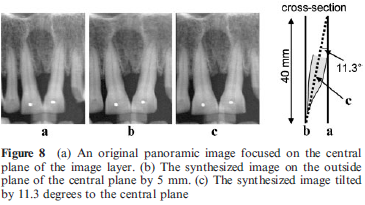 cross-section
40 mm
11.3°
c
b a
a b c
Figure 8 (a) An original panoramic image focused on the central
plane of the image layer. (b) The synthesized image on the outside
plane of the central plane by 5 mm. (c) The synthesized image tilted
by 11.3 degrees to the central plane